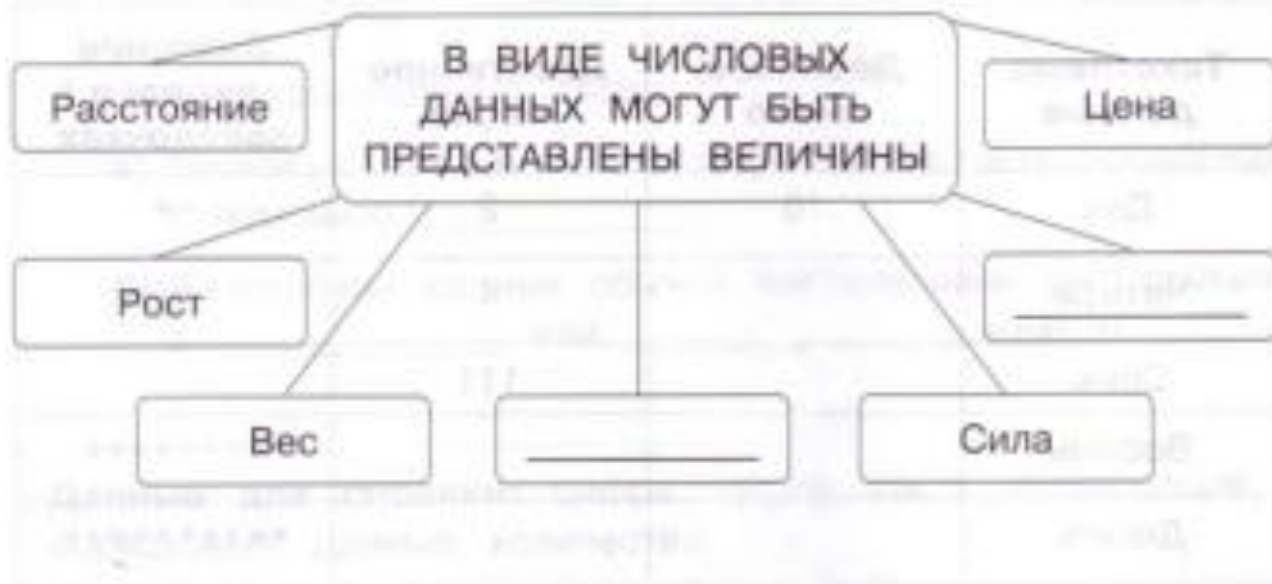 В ВИДЕ ЧИСЛОВЫХ
ДАННЫХ МОГУТ БЫТЬ
ПРЕДСТАВЛЕНЫ ВЕЛИЧИНЫ
Расстояние
Цена
Рост
Вес
Сила